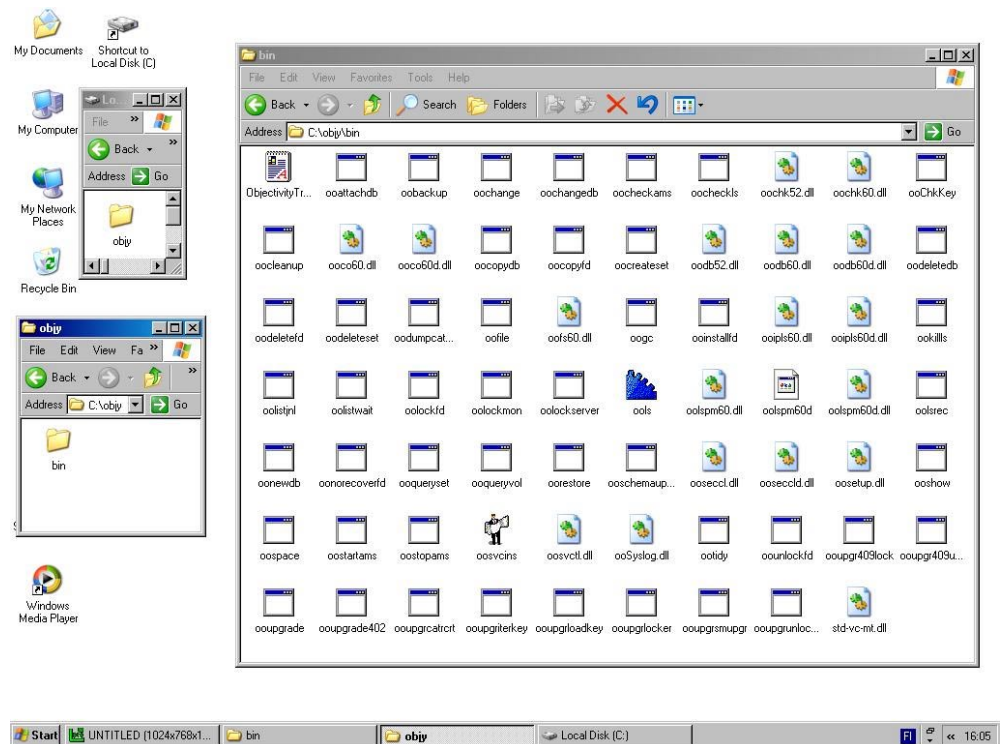 My Documents
Shortcut to
Local Disk (C)
My Computer
My Network
Places
Recycle Bin
Windows
Media Player
Lo...
File »
Back »
Address Go
objy
objy
File Edit View Fa »
Back »
Address C:\objy Go
bin
bin
File Edit View Favorites Tools Help
Back Search Folders
Address C:\objy\bin Go
ObjectivityTr... ooattachdb oobackup oochange oochangedb oocheckams oocheckls oochk52.dll oochk60.dll ooChkKey
oocleanup ooco60.dll ooco60d.dll oocopydb oocopyfd oocreateset oodb52.dll oodb60.dll oodb60d.dll oodeletedb
oodeletefd oodeleteset oodumpcat... oofile oofs60.dll oogc ooinstallfd ooipls60.dll ooipls60d.dll ookillls
oolistjnl oolistwait oolockfd oolockmon oolockserver ools oolspm60.dll oolspm60d oolspm60d.dll oolsrec
oonewdb oonorecoverfd ooqueryset ooqueryvol oorestore ooschemaup... ooseccl.dll ooseccld.dll oosetup.dll ooshow
oospace oostartams oostopams oosvcins oosvctl.dll ooSyslog.dll ootidy oounlockfd ooupgr409lock ooupgr409u...
ooupgrade ooupgrade402 ooupgrcatrcrt ooupgriterkey ooupgrloadkey ooupgrlocker ooupgrsmupgr ooupgrunloc... std-vc-mt.dll
Start UNTITLED (1024x768x1... bin objy Local Disk (C:) FI « 16:05